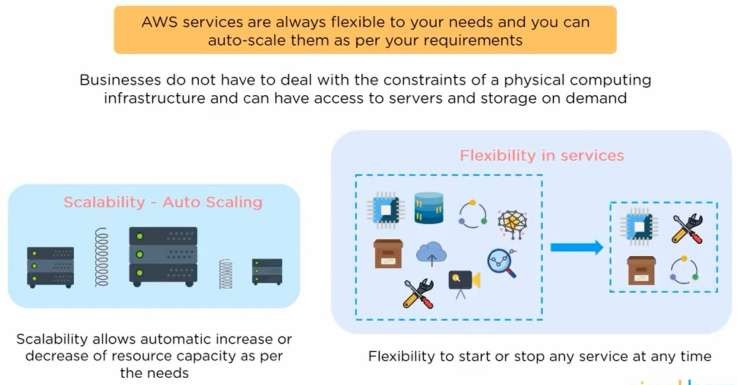 AWS services are always flexible to your needs and you can
auto-scale them as per your requirements
Businesses do not have to deal with the constraints of a physical computing
infrastructure and can have access to servers and storage on demand
Scalability - Auto Scaling
Flexibility in services
Scalability allows automatic increase or
decrease of resource capacity as per
the needs
Flexibility to start or stop any service at any time